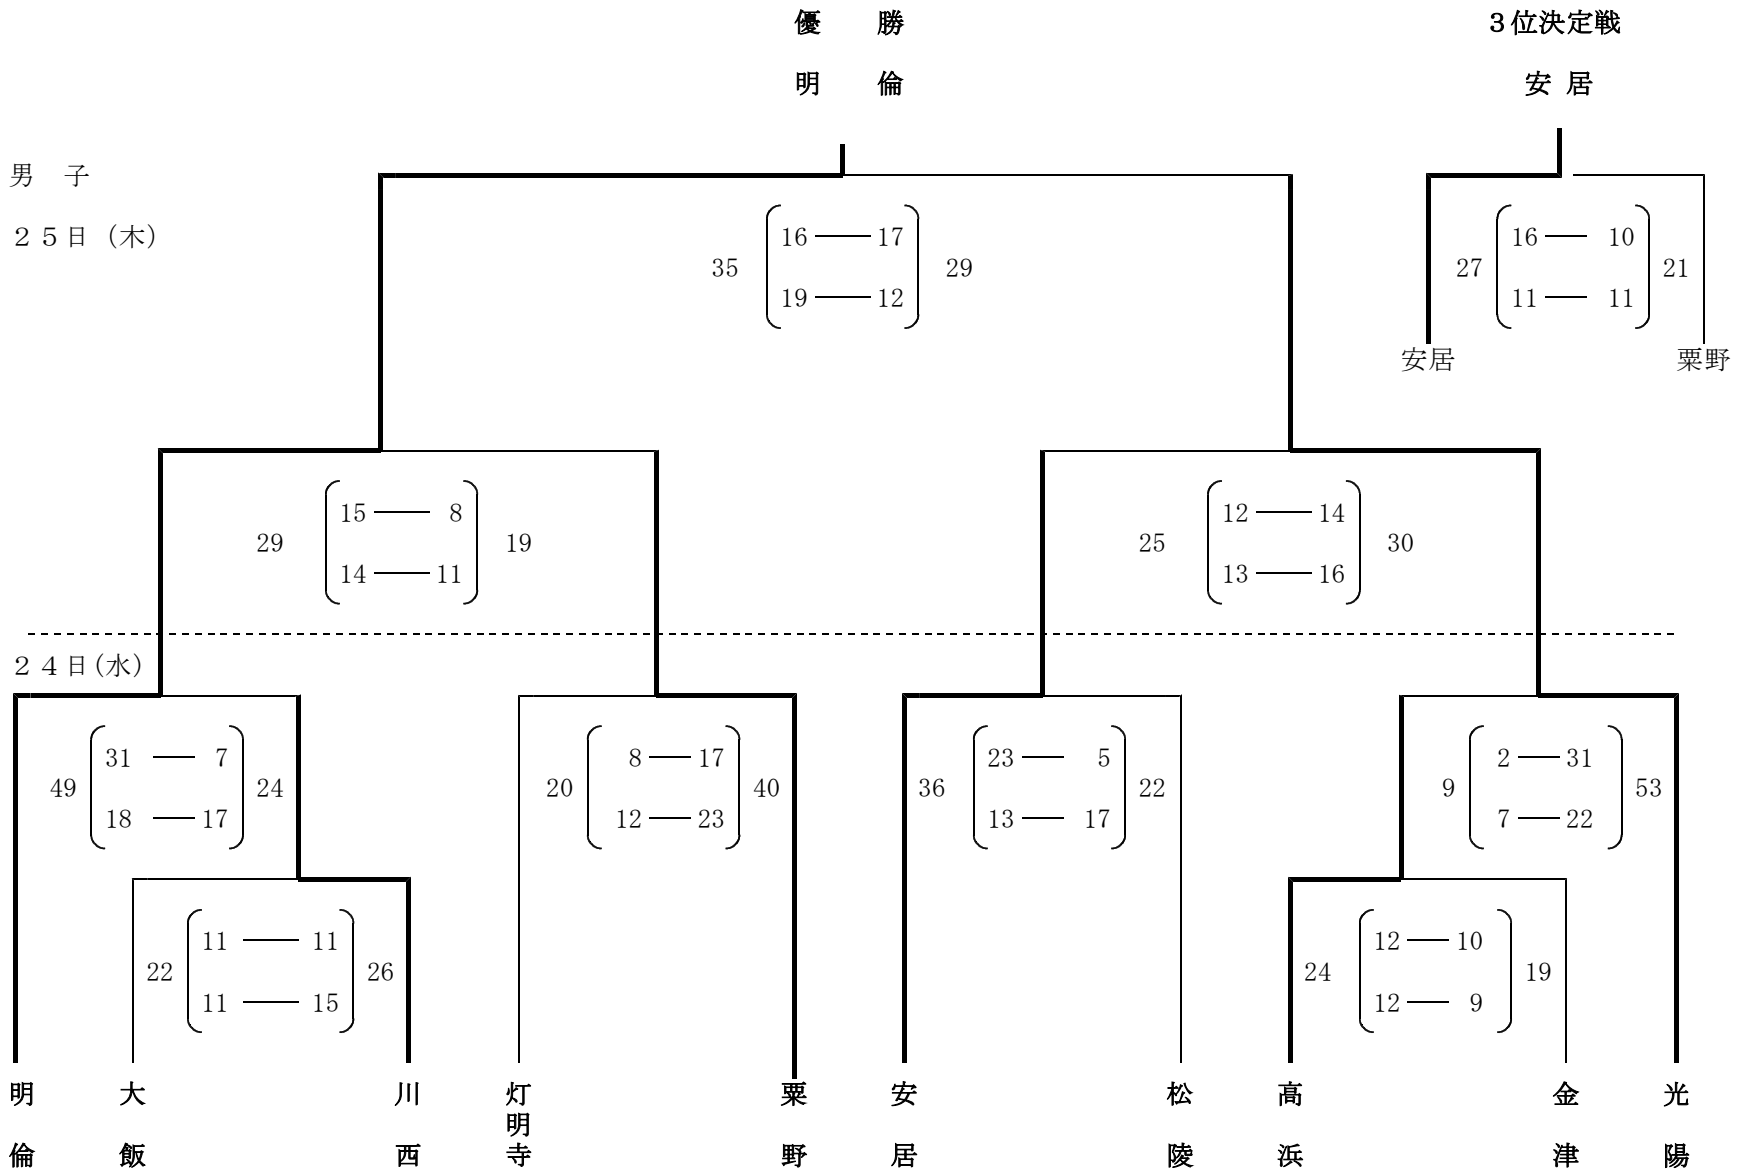 優 勝 ３位決定戦
明 倫 安 居
男 子
２５日（木） 16 17 16 10
35 29 27 21
19 12 11 11
安居 粟野
15 8 12 14
29 19 25 30
14 11 13 16
２４日（水）
31 7 8 17 23 5 2 31
49 24 20 40 36 22 9 53
18 17 12 23 13 17 7 22
11 11 12 10
22 26 24 19
11 15 12 9
明倫 大飯 川西 灯明寺 粟野 安居 松陵 高浜 金津 光陽